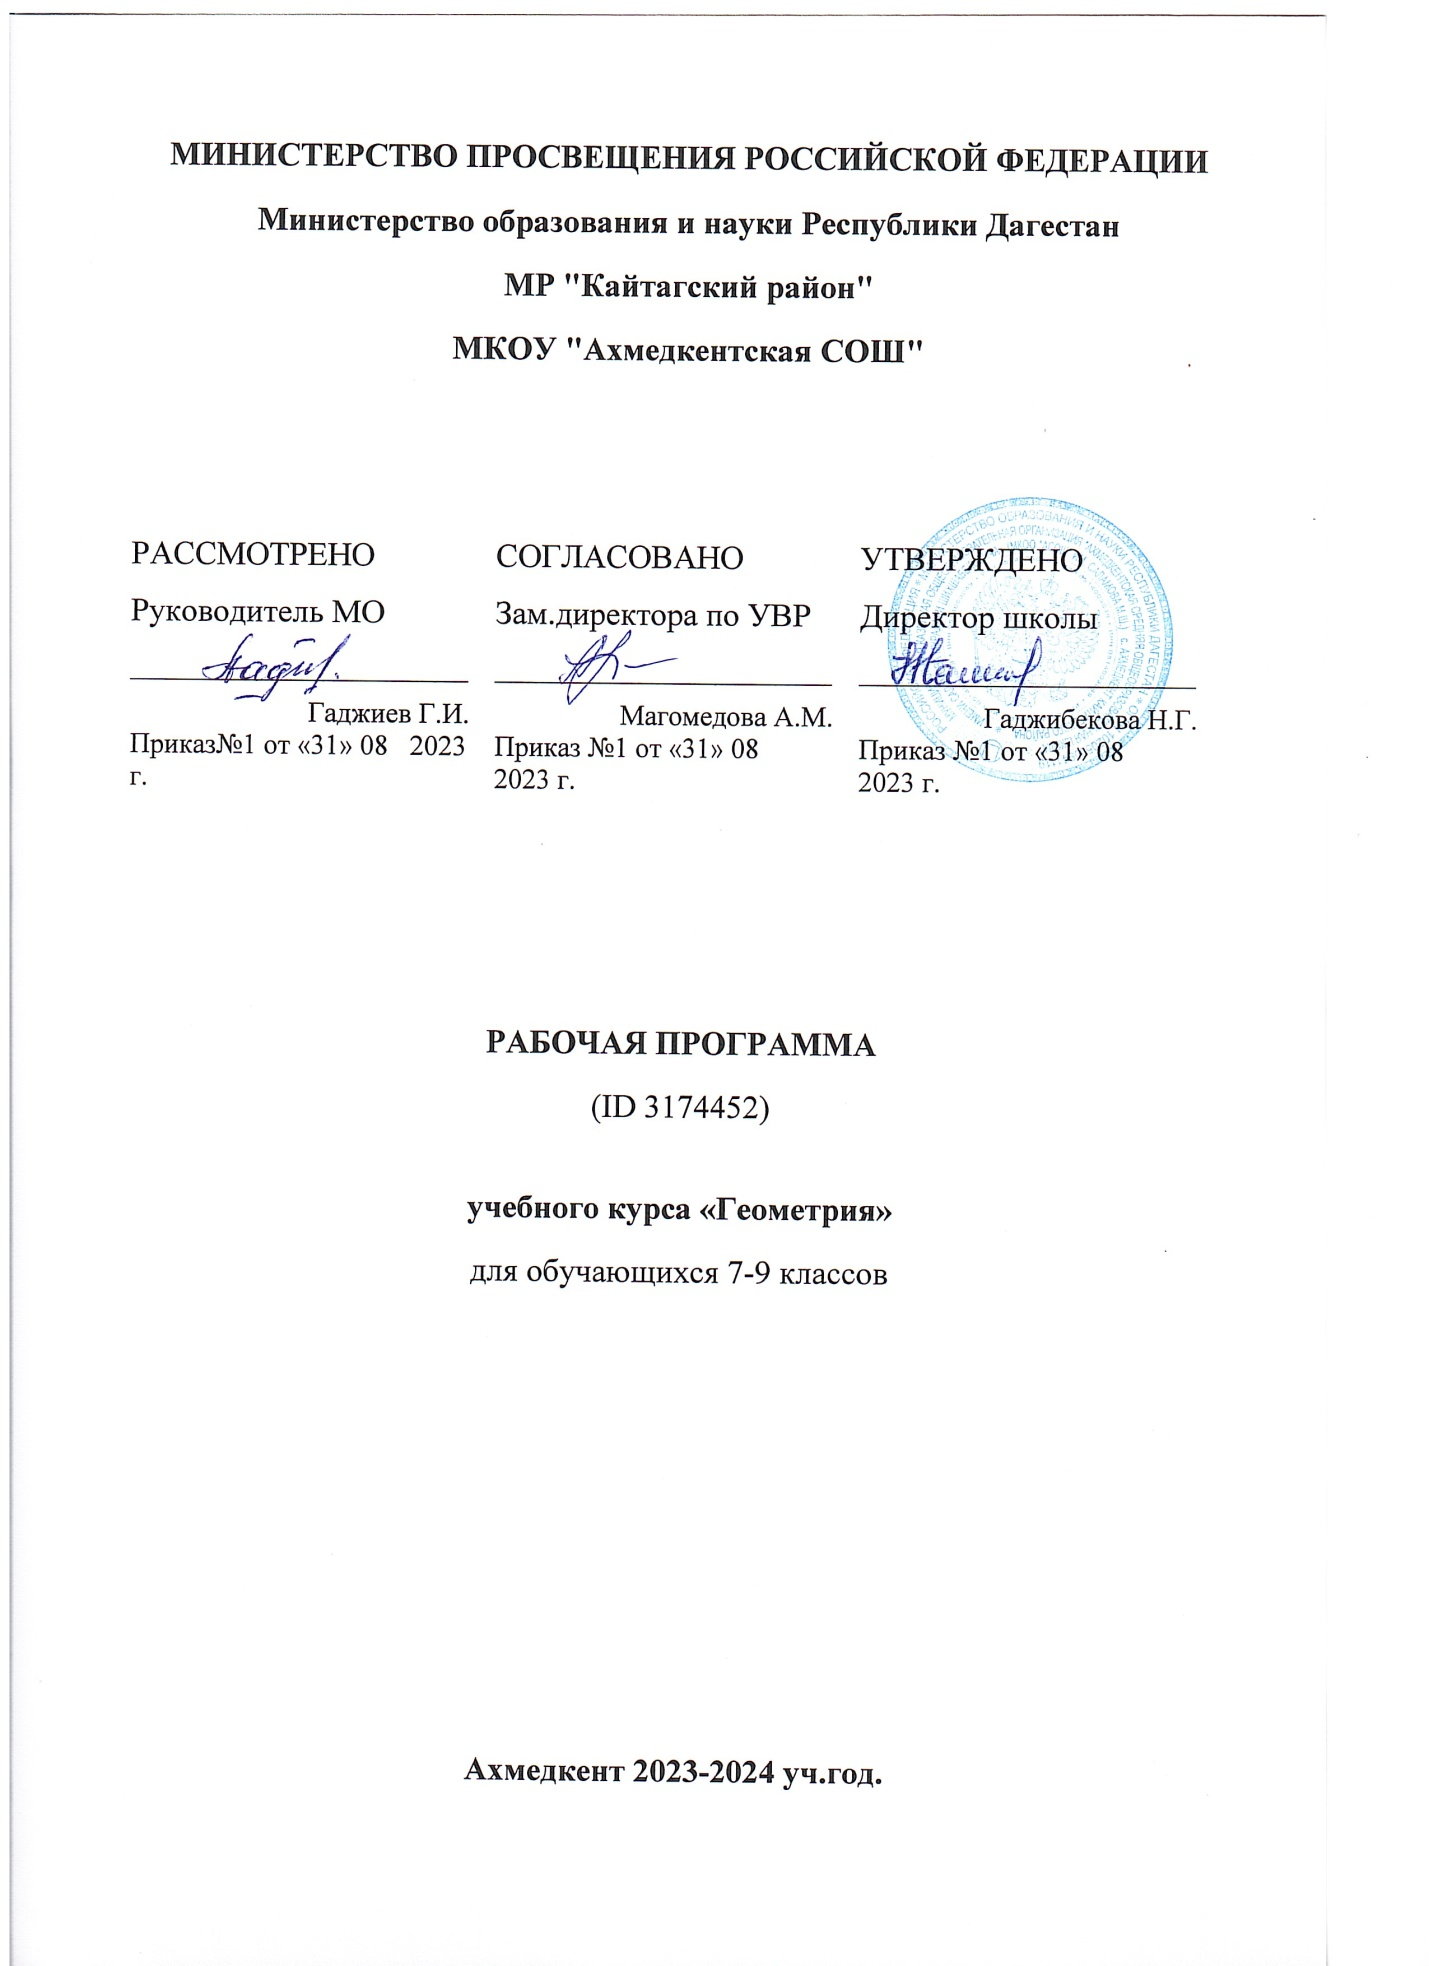 МИНИСТЕРСТВО ПРОСВЕЩЕНИЯ РОССИЙСКОЙ ФЕДЕРАЦИИ
Министерство образования и науки Республики Дагестан
МР "Кайтагский район"
МКОУ "Ахмедкентская СОШ"
РАССМОТРЕНО
Руководитель МО
Гаджиев Г.И.
Приказ№1 от «31» 08 2023
г.
СОГЛАСОВАНО
Зам.директора по УВР
Магомедова А.М.
Приказ №1 от «31» 08
2023 г.
УТВЕРЖДЕНО
Директор школы
Гаджибекова Н.Г.
Приказ №1 от «31» 08
2023 г.
РАБОЧАЯ ПРОГРАММА
(ID 3174452)
учебного курса «Геометрия»
для обучающихся 7-9 классов
Ахмедкент 2023-2024 уч.год.